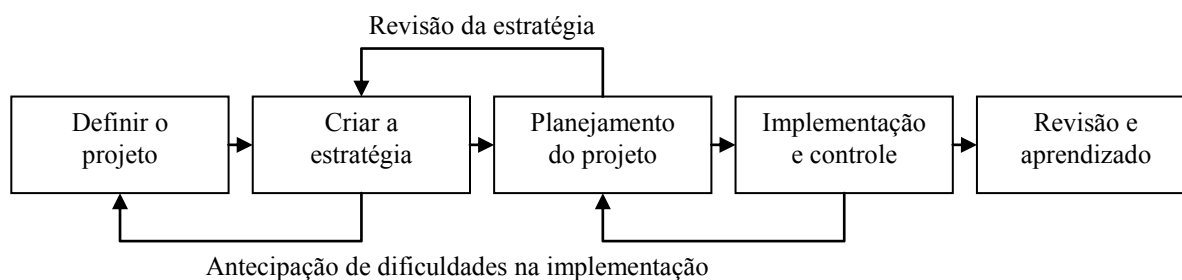 Revisão da estratégia
Definir o
projeto
Criar a
estratégia
Planejamento
do projeto
Implementação
e controle
Revisão e
aprendizado
Antecipação de dificuldades na implementação